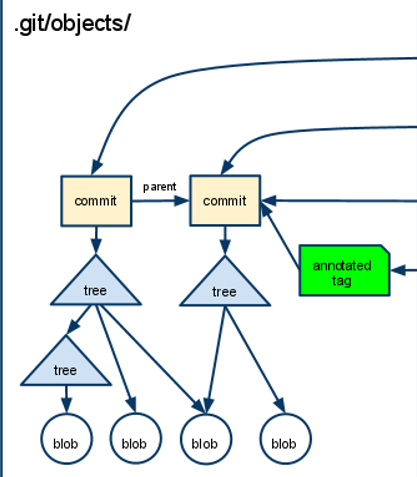 .git/objects/
parent
commit
commit
annotated
tag
tree
tree
tree
blob
blob
blob
blob